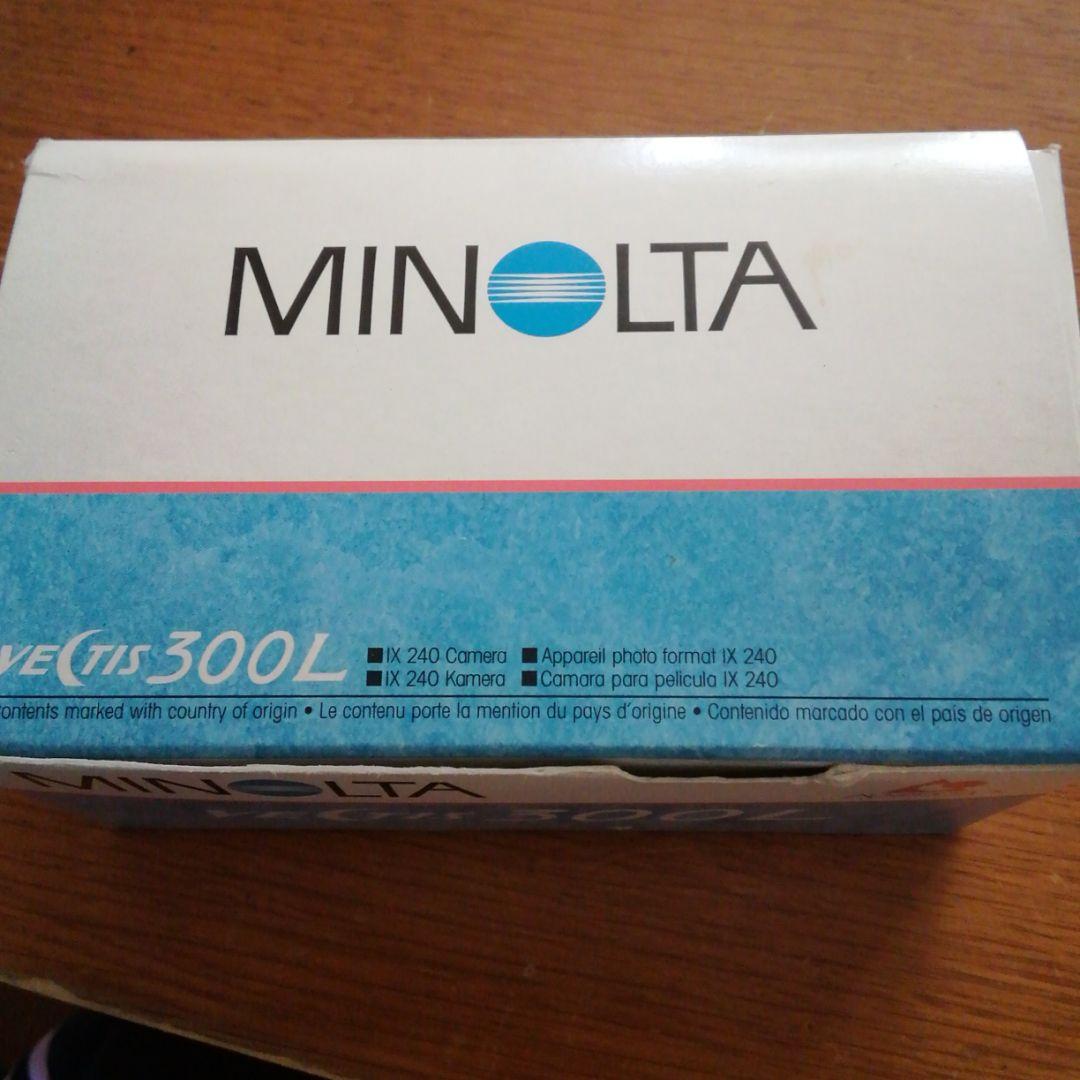 MINOLTA
VECTIS 300L
■IX 240 Camera ■Appareil photo format IX 240
■IX 240 Kamera ■Camara para pelicula IX 240
contents marked with country of origin • Le contenu porte la mention du pays d'origine • Contenido marcado con el país de origen
MINOLTA
VECTIS 300L